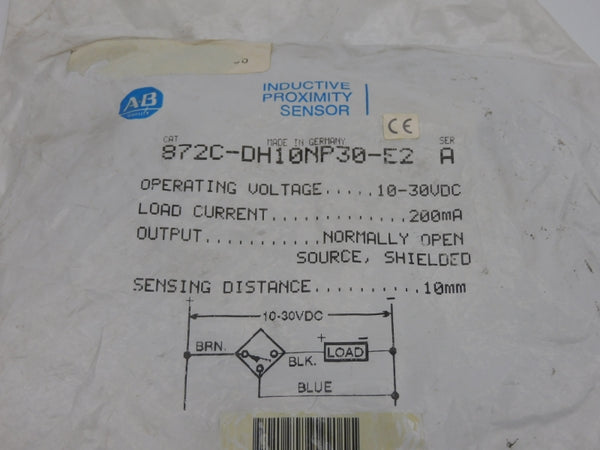 AB
INDUCTIVE
PROXIMITY
SENSOR
CE
CAT MADE IN GERMANY SER
872C-DH10NP30-E2 A
OPERATING VOLTAGE.....10-30VDC
LOAD CURRENT.............200mA
OUTPUT...........NORMALLY OPEN
SOURCE, SHIELDED
SENSING DISTANCE..........10mm
+ −
10-30VDC
BRN. + −
BLK. LOAD
BLUE